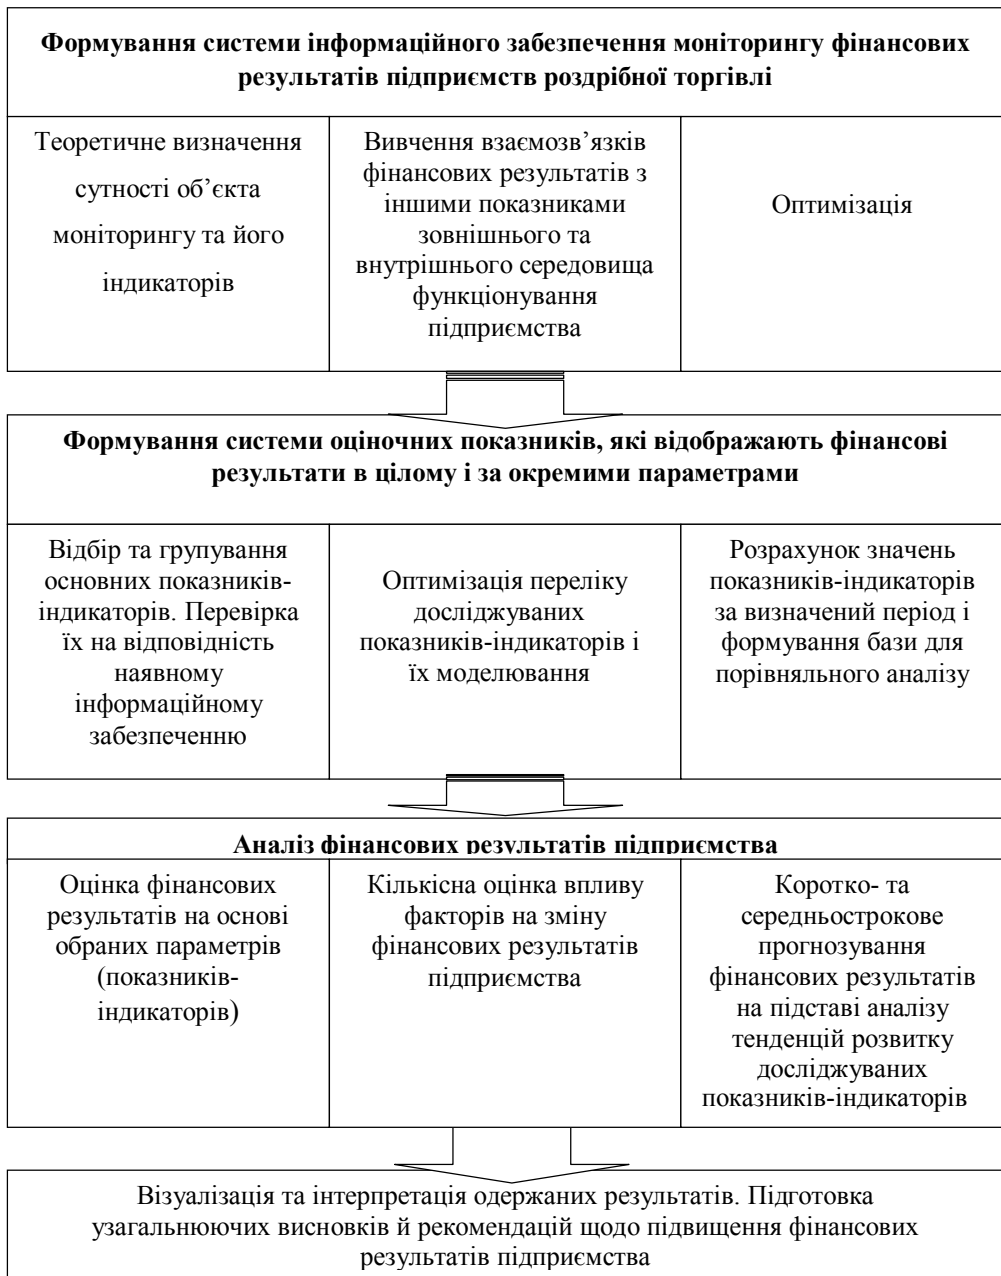 Формування системи інформаційного забезпечення моніторингу фінансових
результатів підприємств роздрібної торгівлі
Теоретичне визначення
сутності об’єкта
моніторингу та його
індикаторів
Вивчення взаємозв’язків
фінансових результатів з
іншими показниками
зовнішнього та
внутрішнього середовища
функціонування
підприємства
Оптимізація
Формування системи оціночних показників, які відображають фінансові
результати в цілому і за окремими параметрами
Відбір та групування
основних показників-
індикаторів. Перевірка
їх на відповідність
наявному
інформаційному
забезпеченню
Оптимізація переліку
досліджуваних
показників-індикаторів і
їх моделювання
Розрахунок значень
показників-індикаторів
за визначений період і
формування бази для
порівняльного аналізу
Аналіз фінансових результатів підприємства
Оцінка фінансових
результатів на основі
обраних параметрів
(показників-
індикаторів)
Кількісна оцінка впливу
факторів на зміну
фінансових результатів
підприємства
Коротко- та
середньострокове
прогнозування
фінансових результатів
на підставі аналізу
тенденцій розвитку
досліджуваних
показників-індикаторів
Візуалізація та інтерпретація одержаних результатів. Підготовка
узагальнюючих висновків й рекомендацій щодо підвищення фінансових
результатів підприємства